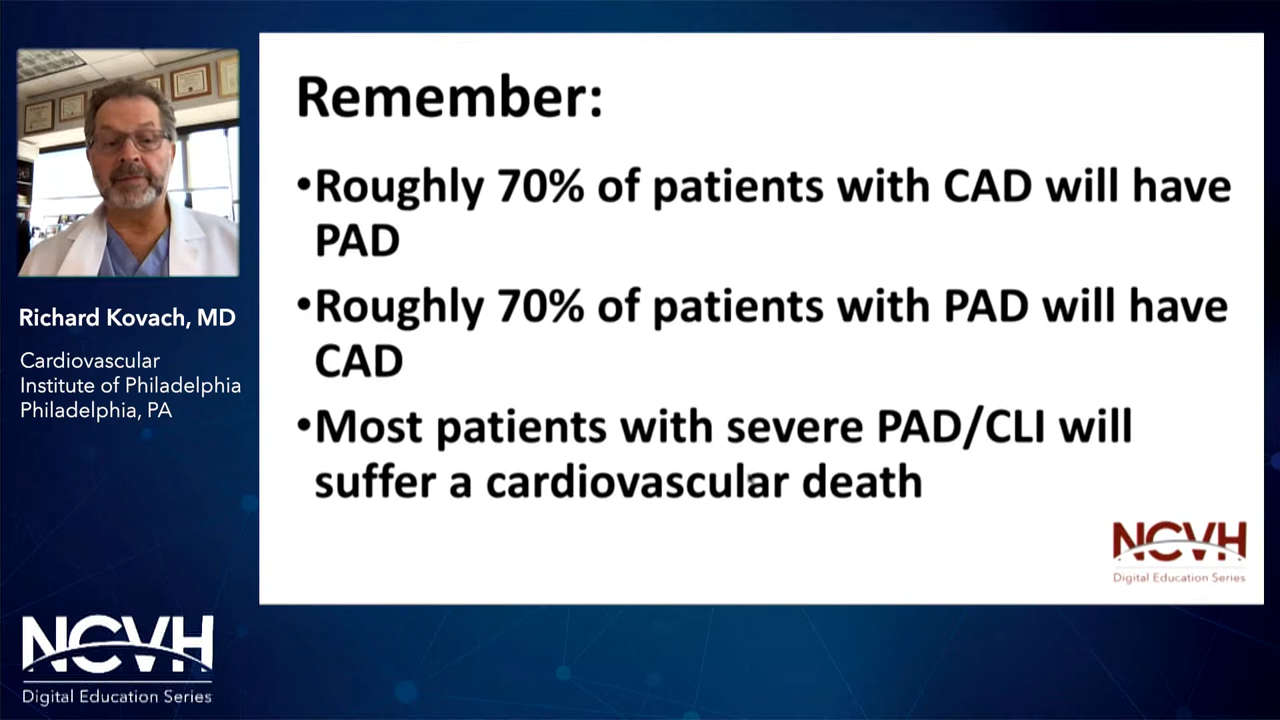 Richard Kovach, MD
Cardiovascular
Institute of Philadelphia
Philadelphia, PA
NCVH
Digital Education Series
Remember:
•Roughly 70% of patients with CAD will have
PAD
•Roughly 70% of patients with PAD will have
CAD
•Most patients with severe PAD/CLI will
suffer a cardiovascular death
NCVH
Digital Education Series